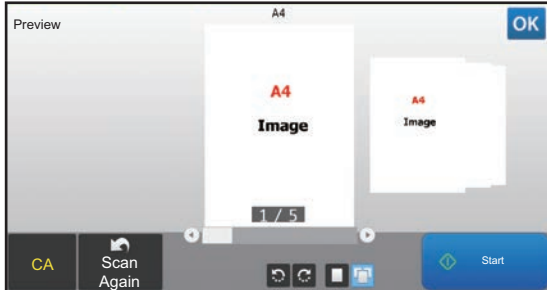 Preview
A4
OK
A4
Image
A4
Image
1 / 5
CA
Scan
Again
Start